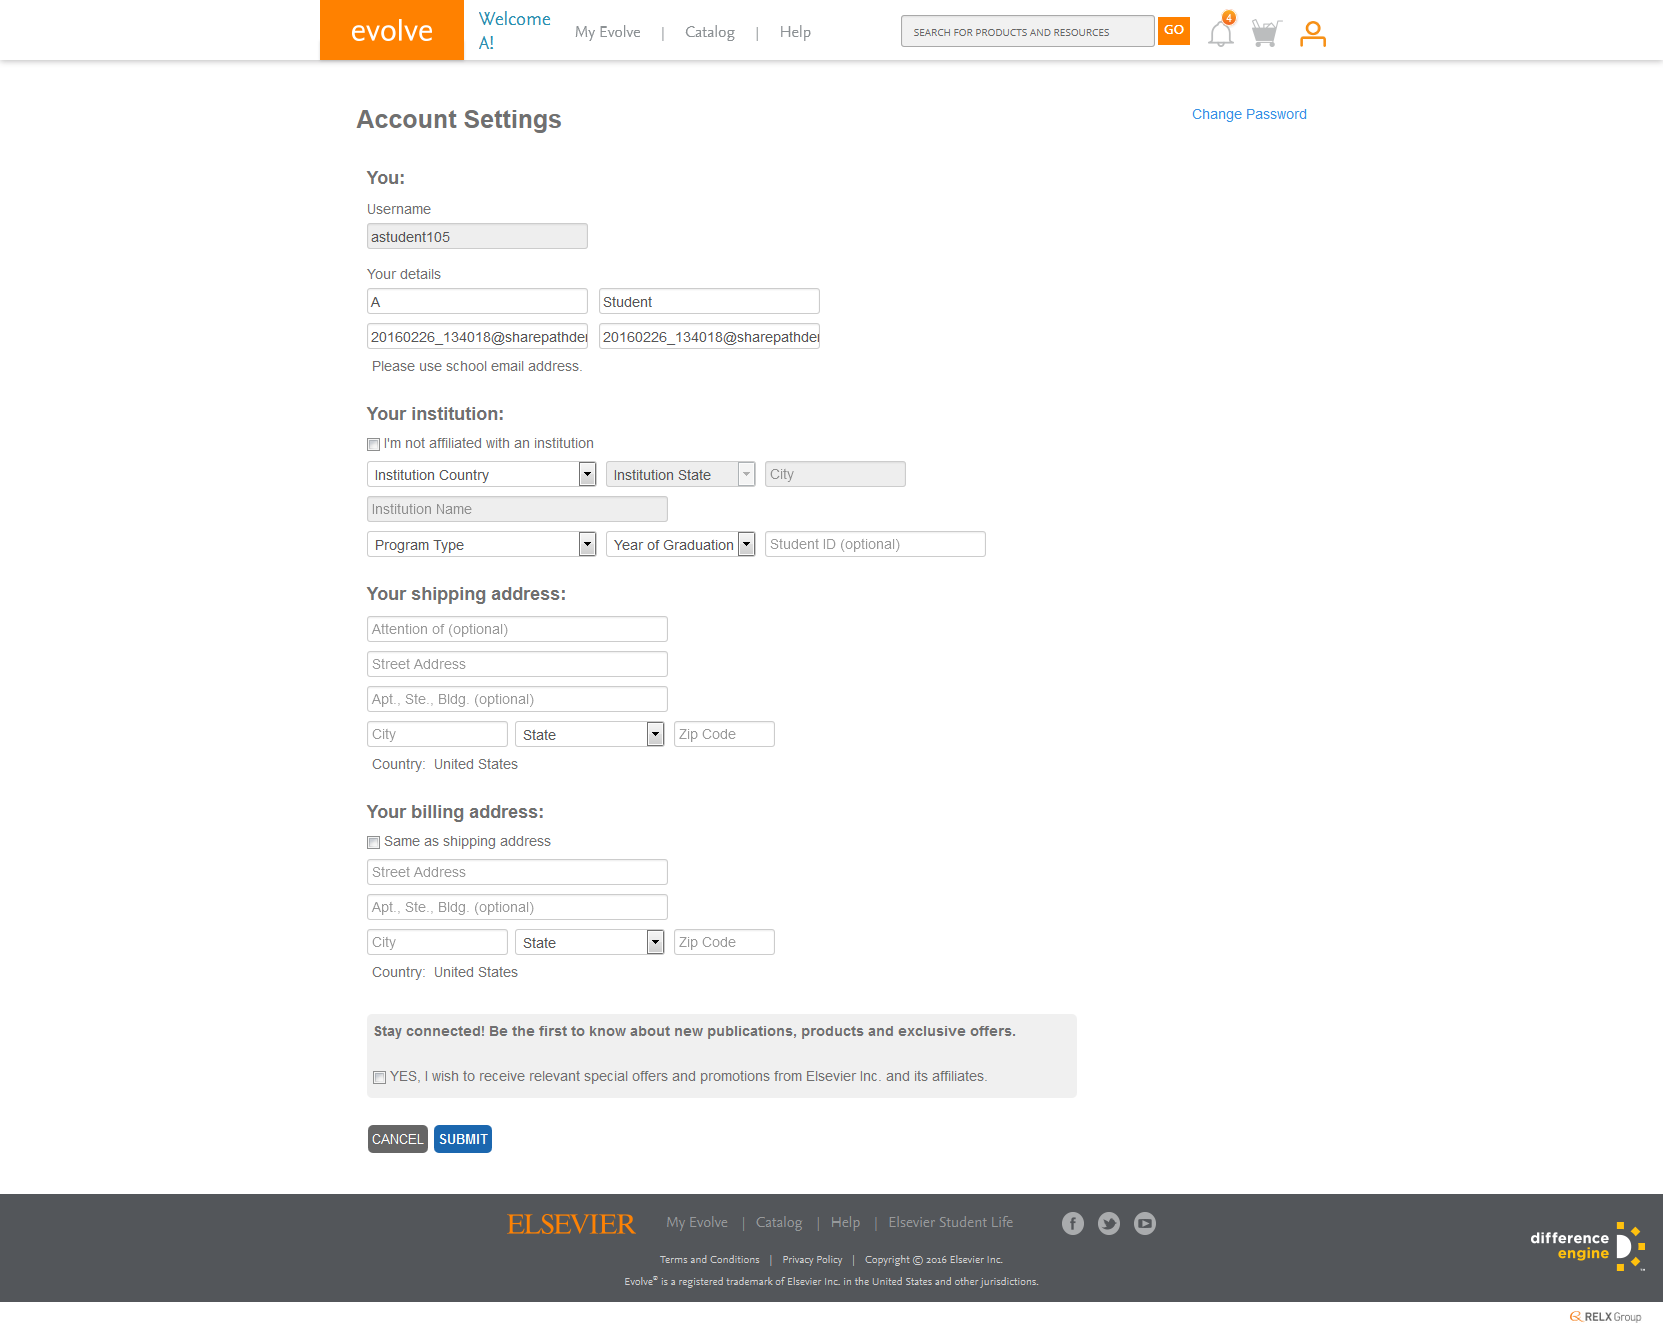 evolve
Welcome
A!
My Evolve | Catalog | Help
SEARCH FOR PRODUCTS AND RESOURCES
GO
4
Account Settings
Change Password
You:
Username
astudent105
Your details
A Student
20160226_134018@sharepathder 20160226_134018@sharepathder
Please use school email address.
Your institution:
I'm not affiliated with an institution
Institution Country Institution State City
Institution Name
Program Type Year of Graduation Student ID (optional)
Your shipping address:
Attention of (optional)
Street Address
Apt., Ste., Bldg. (optional)
City State Zip Code
Country: United States
Your billing address:
Same as shipping address
Street Address
Apt., Ste., Bldg. (optional)
City State Zip Code
Country: United States
Stay connected! Be the first to know about new publications, products and exclusive offers.
YES, I wish to receive relevant special offers and promotions from Elsevier Inc. and its affiliates.
CANCEL SUBMIT
ELSEVIER
My Evolve | Catalog | Help | Elsevier Student Life
Terms and Conditions | Privacy Policy | Copyright © 2016 Elsevier Inc.
Evolve® is a registered trademark of Elsevier Inc. in the United States and other jurisdictions.
difference
engine
RELX Group